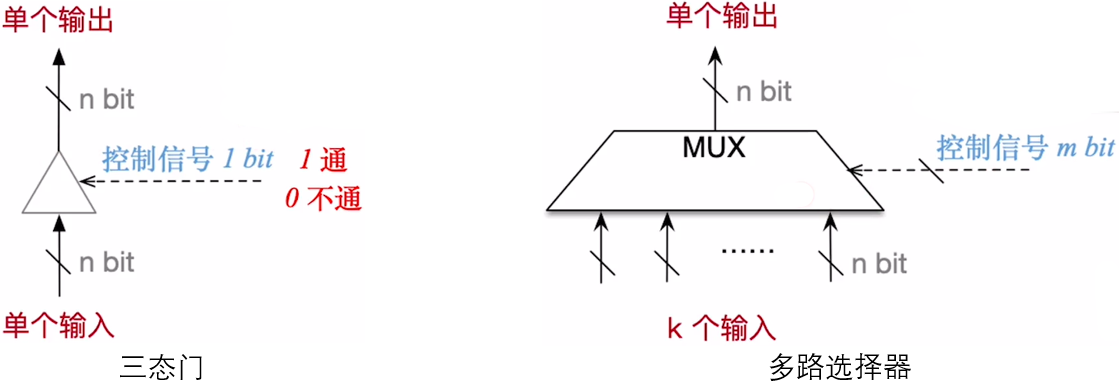 单个输出
n bit
控制信号 1 bit
1 通
0 不通
n bit
单个输入
三态门
单个输出
n bit
MUX
控制信号 m bit
......
n bit
k 个输入
多路选择器